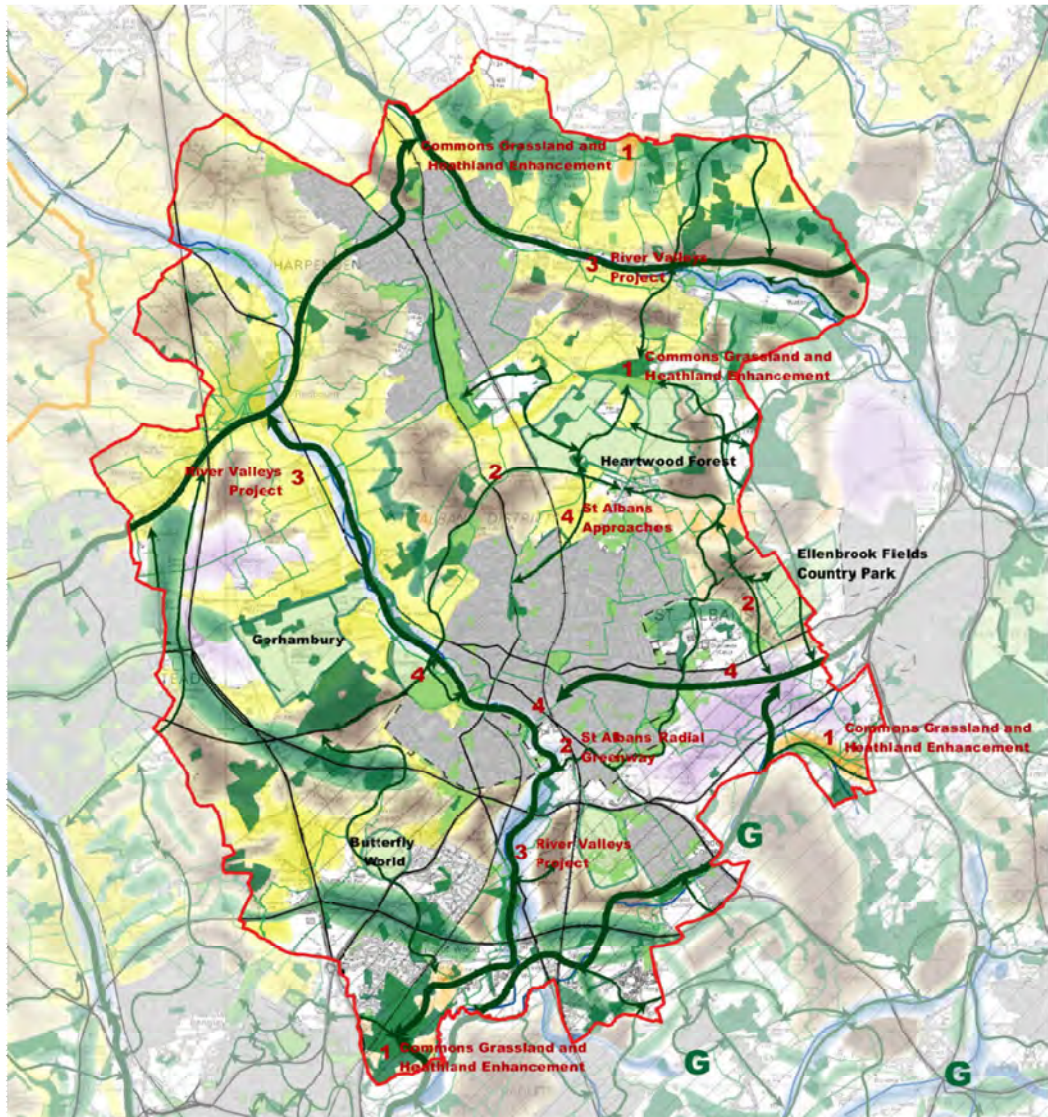 Commons Grassland and
Heathland Enhancement
1
HARPENDEN
3
River Valleys
Project
1
Commons Grassland and
Heathland Enhancement
River Valleys
Project
3
2
Heartwood Forest
4
St Albans
Approaches
Ellenbrook Fields
Country Park
2
Gorhambury
4
4
4
2
St Albans Radial
Greenway
1
Commons Grassland and
Heathland Enhancement
G
Butterfly
World
3
River Valleys
Project
1
Commons Grassland and
Heathland Enhancement
G
G